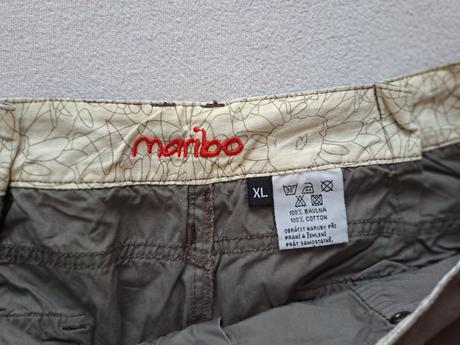 maribo
XL
100% BAVLNA
100% COTTON
OBRÁTIT NARUBY PŘI
PRANÍ A ŽEHLENÍ
PRÁT SAMOSTATNĚ.